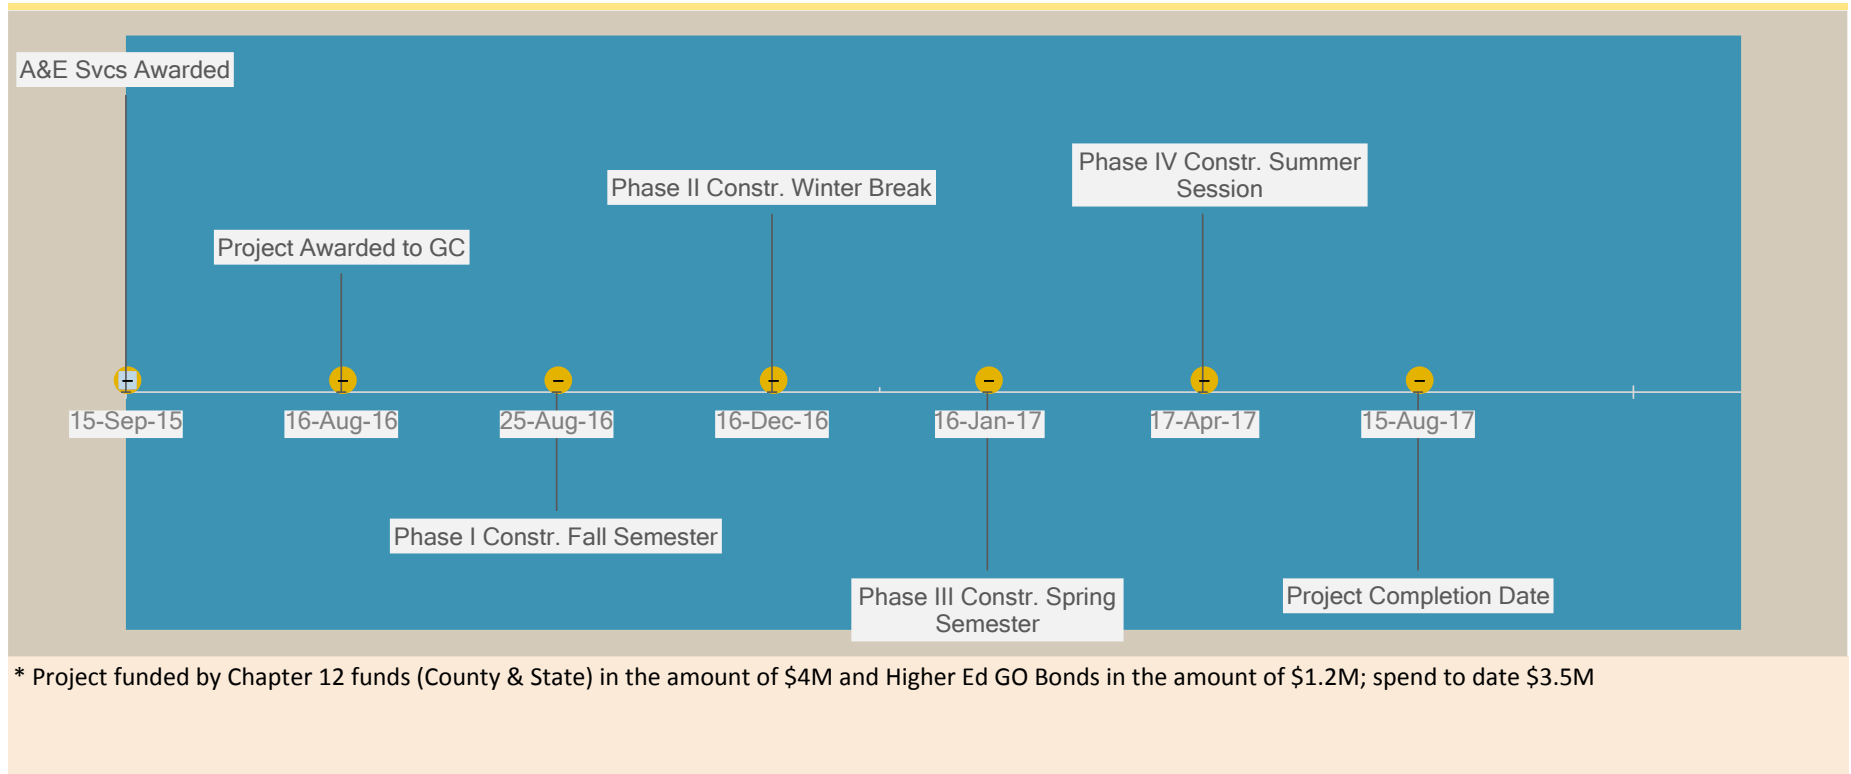 A&E Svcs Awarded
Phase IV Constr. Summer
Session
Phase II Constr. Winter Break
Project Awarded to GC
15-Sep-15
16-Aug-16
25-Aug-16
16-Dec-16
16-Jan-17
17-Apr-17
15-Aug-17
Phase I Constr. Fall Semester
Phase III Constr. Spring
Semester
Project Completion Date
* Project funded by Chapter 12 funds (County & State) in the amount of $4M and Higher Ed GO Bonds in the amount of $1.2M; spend to date $3.5M